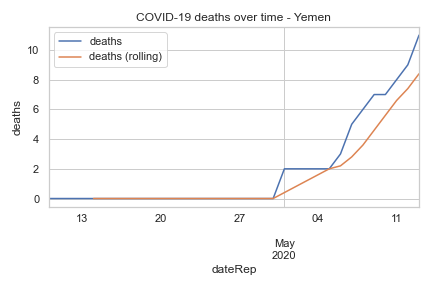 COVID-19 deaths over time - Yemen
deaths
deaths (rolling)
deaths
10
8
6
4
2
0
13
20
27
04
11
May
2020
dateRep